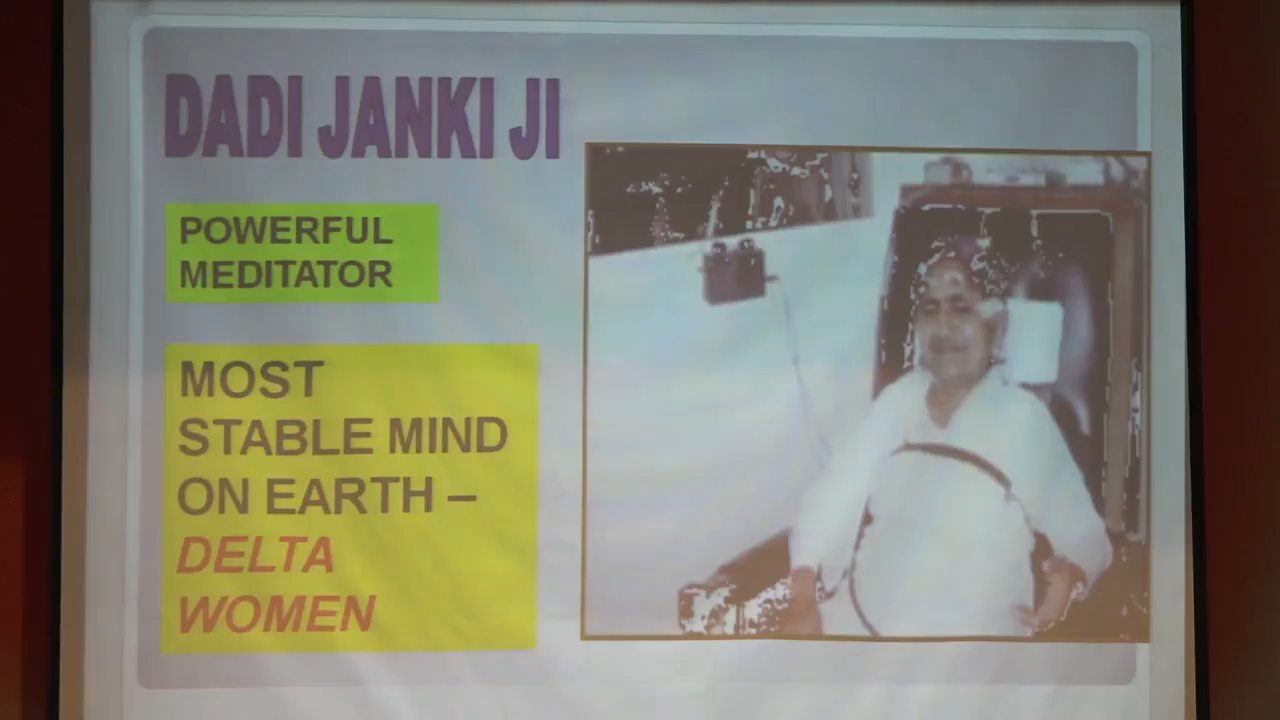 DADI JANKI JI
POWERFUL
MEDITATOR
MOST
STABLE MIND
ON EARTH –
DELTA
WOMEN